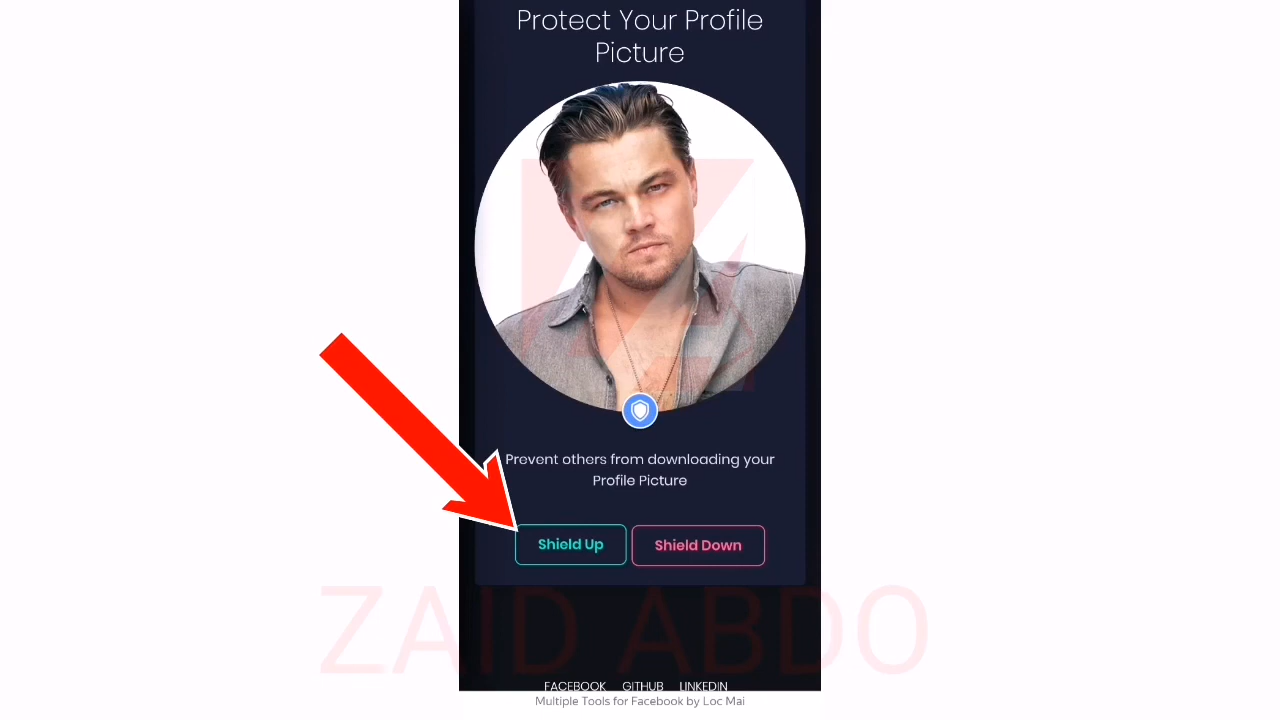 Protect Your Profile
Picture
Prevent others from downloading your
Profile Picture
Shield Up
Shield Down
ZAID ABDO
FACEBOOK GITHUB LINKEDIN
Multiple Tools for Facebook by Loc Mai